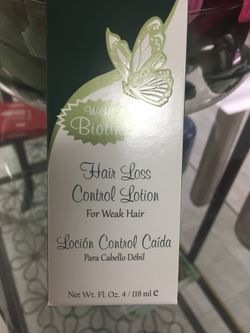 With
Biotin
Hair Loss
Control Lotion
For Weak Hair
Loción Control Caída
Para Cabello Débil
Net Wt. Fl. Oz. 4 / 118 ml e